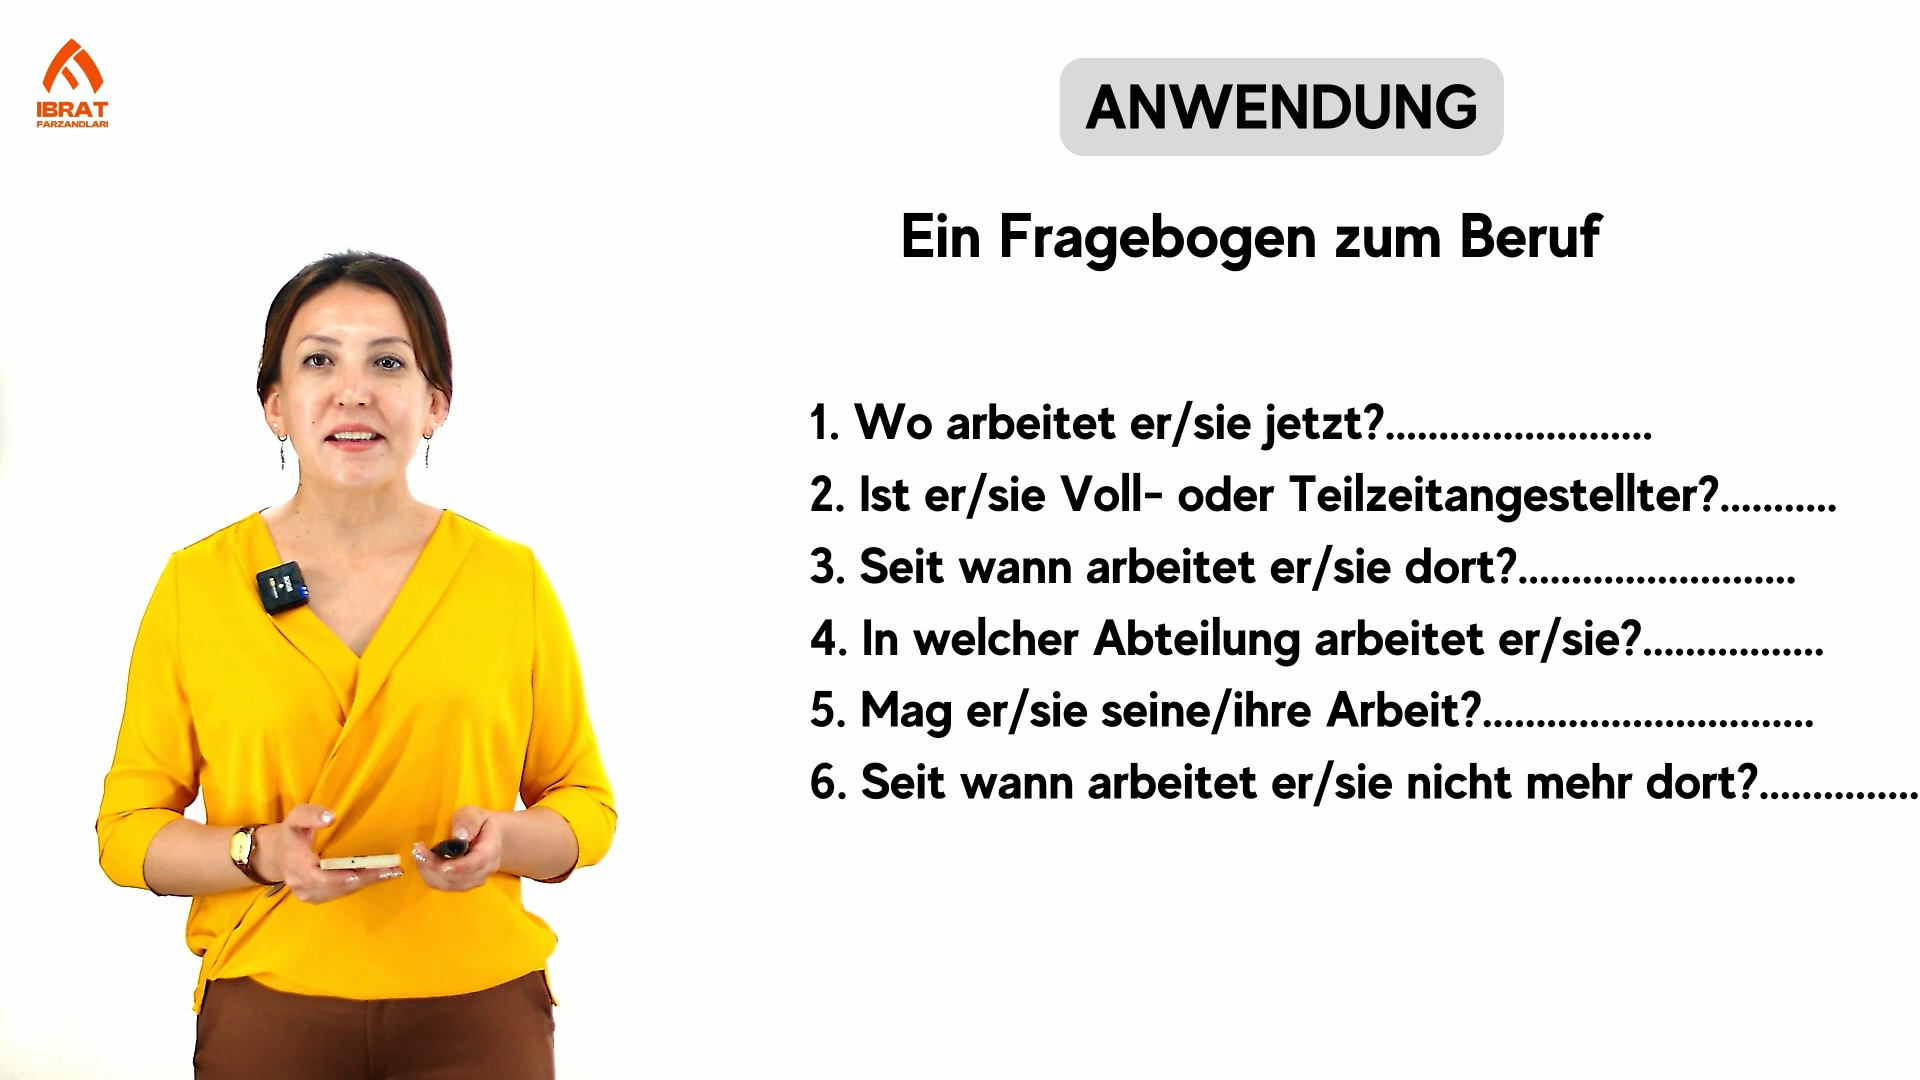 IBRAT
FARZANDLARI
ANWENDUNG
Ein Fragebogen zum Beruf
1. Wo arbeitet er/sie jetzt?.........................
2. Ist er/sie Voll- oder Teilzeitangestellter?...........
3. Seit wann arbeitet er/sie dort?..........................
4. In welcher Abteilung arbeitet er/sie?.................
5. Mag er/sie seine/ihre Arbeit?...............................
6. Seit wann arbeitet er/sie nicht mehr dort?...............